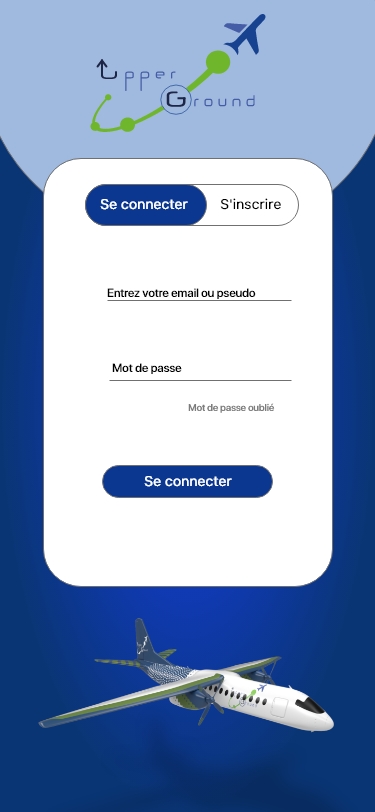 Upper
Ground
Se connecter
S'inscrire
Entrez votre email ou pseudo
Mot de passe
Mot de passe oublié
Se connecter